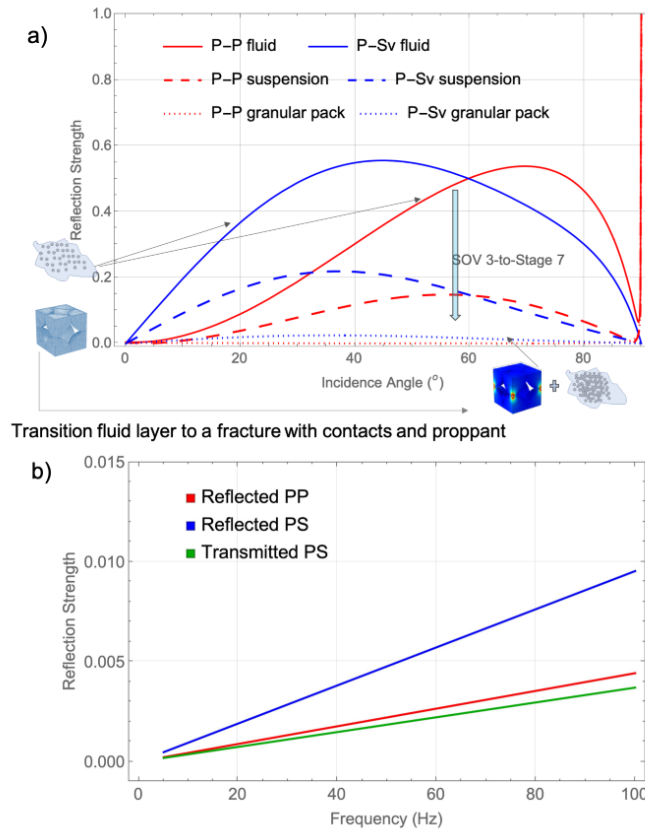 a)
P–P fluid P–Sv fluid
P–P suspension P–Sv suspension
P–P granular pack P–Sv granular pack
Reflection Strength
1.0
0.8
0.6
0.4
0.2
0.0
SOV 3-to-Stage 7
0 20 40 60 80
Incidence Angle (°)
+
Transition fluid layer to a fracture with contacts and proppant
b)
Reflected PP
Reflected PS
Transmitted PS
Reflection Strength
0.015
0.010
0.005
0.000
0 20 40 60 80 100
Frequency (Hz)